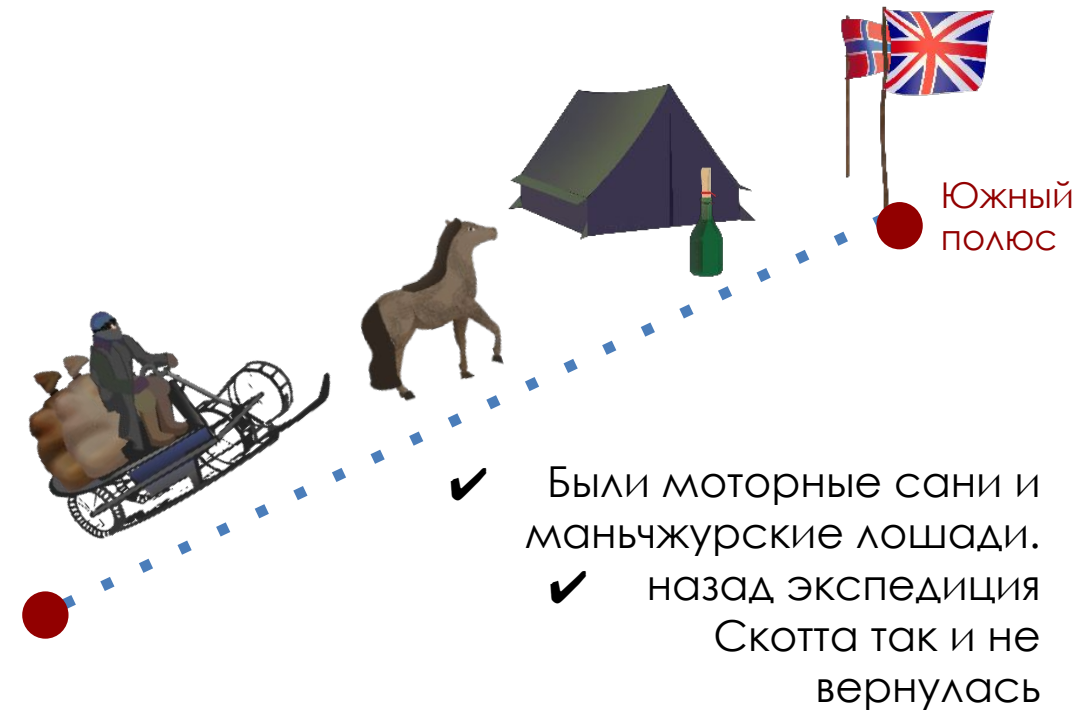 Южный
полюс
✔ Были моторные сани и
маньчжурские лошади.
✔ назад экспедиция
Скотта так и не
вернулась